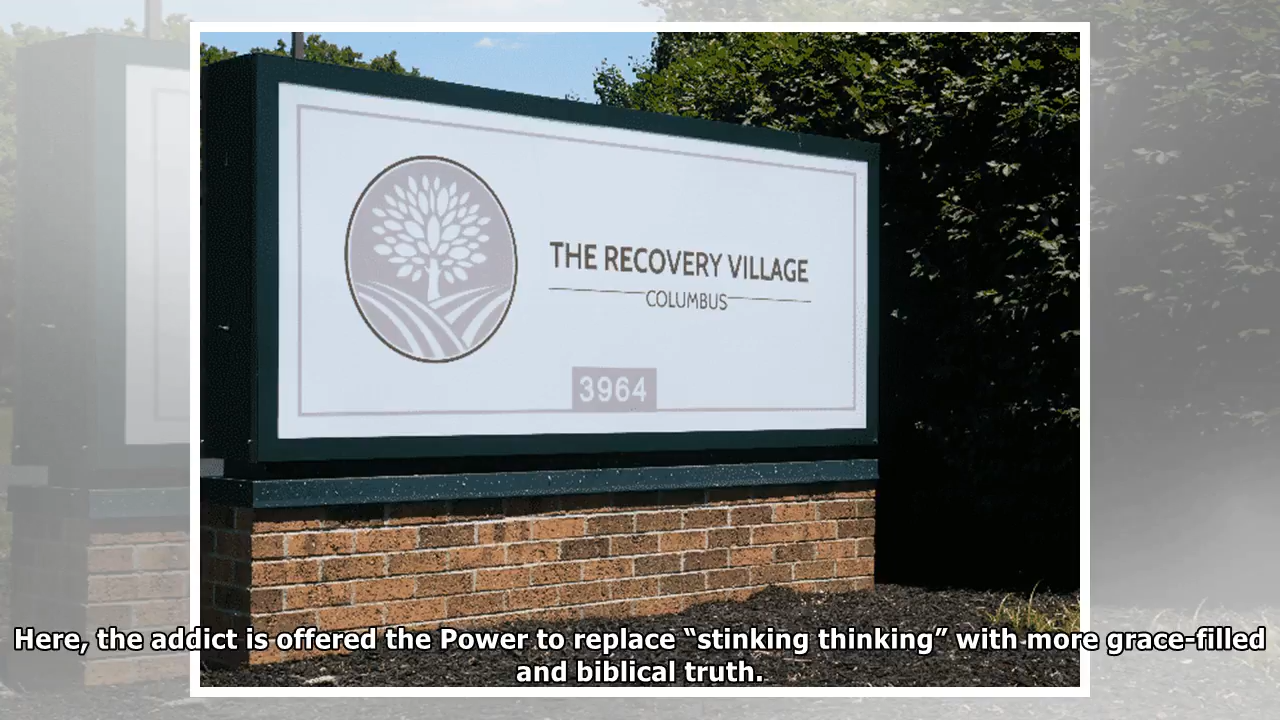 THE RECOVERY VILLAGE
COLUMBUS
3964
Here, the addict is offered the Power to replace “stinking thinking” with more grace-filled
and biblical truth.